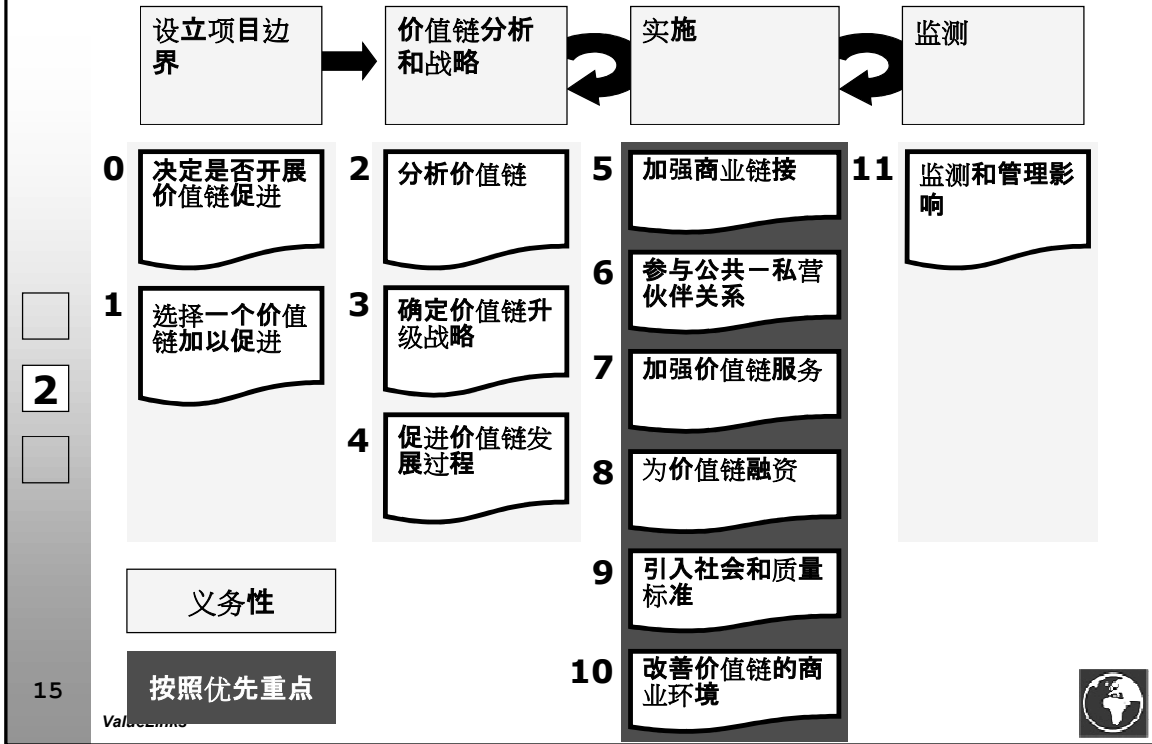 设立项目边
界
价值链分析
和战略
实施
监测
0
决定是否开展
价值链促进
1
选择一个价值
链加以促进
2
分析价值链
3
确定价值链升
级战略
4
促进价值链发
展过程
5
加强商业链接
6
参与公共－私营
伙伴关系
7
加强价值链服务
8
为价值链融资
9
引入社会和质量
标准
10
改善价值链的商
业环境
11
监测和管理影
响
2
义务性
按照优先重点
15
ValueLinks